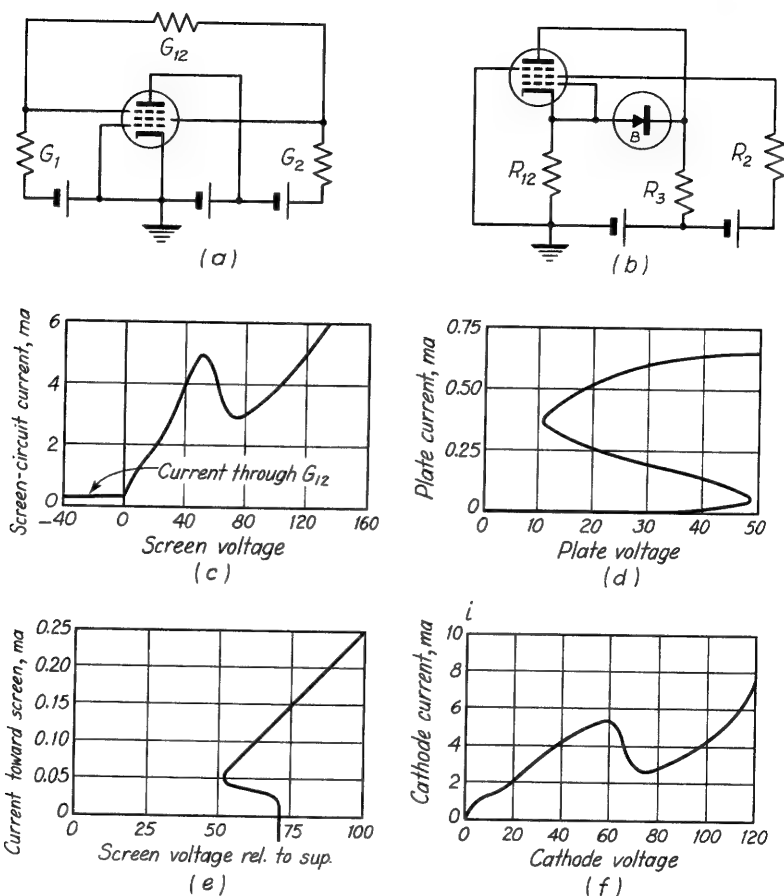 G12
G1
G2
(a)
B
R12
R3
R2
(b)
Screen-circuit current, ma
6
4
2
0
Current through G12
-40 0 40 80 120 160
Screen voltage
(c)
Plate current, ma
0.75
0.50
0.25
0
0 10 20 30 40 50
Plate voltage
(d)
Current toward screen, ma
0.25
0.20
0.15
0.10
0.05
0
0 25 50 75 100
Screen voltage rel. to sup.
(e)
i
Cathode current, ma
10
8
6
4
2
0
0 20 40 60 80 100 120
Cathode voltage
(f)